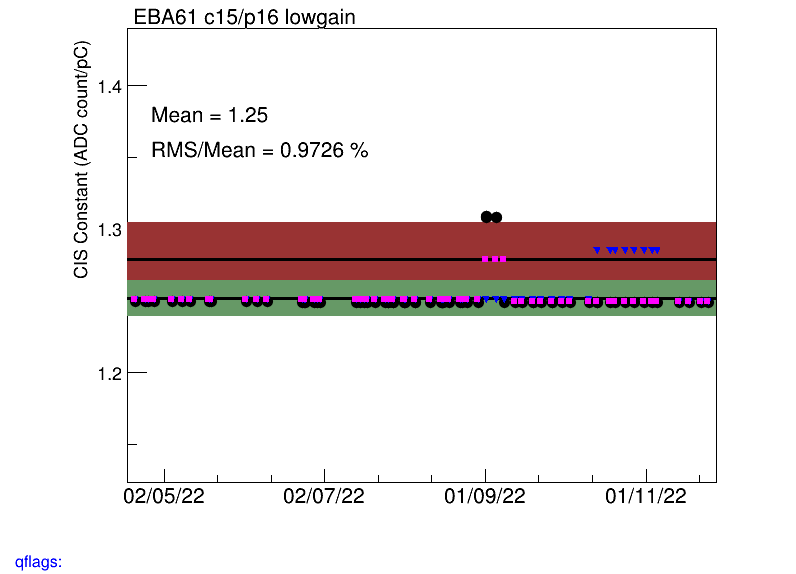 EBA61 c15/p16 lowgain
CIS Constant (ADC count/pC)
1.4
Mean = 1.25
RMS/Mean = 0.9726 %
1.3
1.2
02/05/22 02/07/22 01/09/22 01/11/22
qflags: